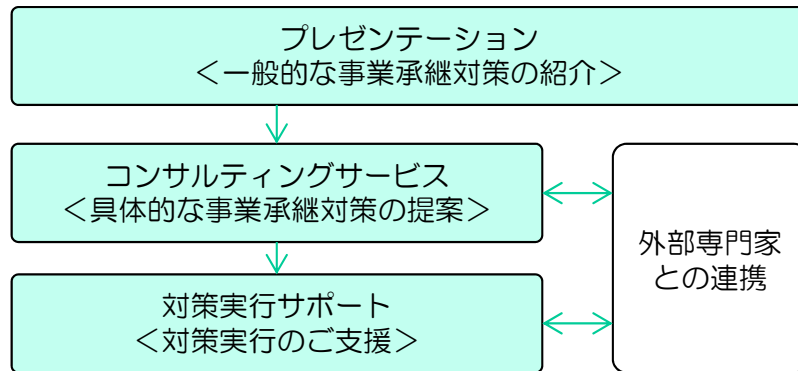 プレゼンテーション
＜一般的な事業承継対策の紹介＞
コンサルティングサービス
＜具体的な事業承継対策の提案＞
外部専門家
との連携
対策実行サポート
＜対策実行のご支援＞